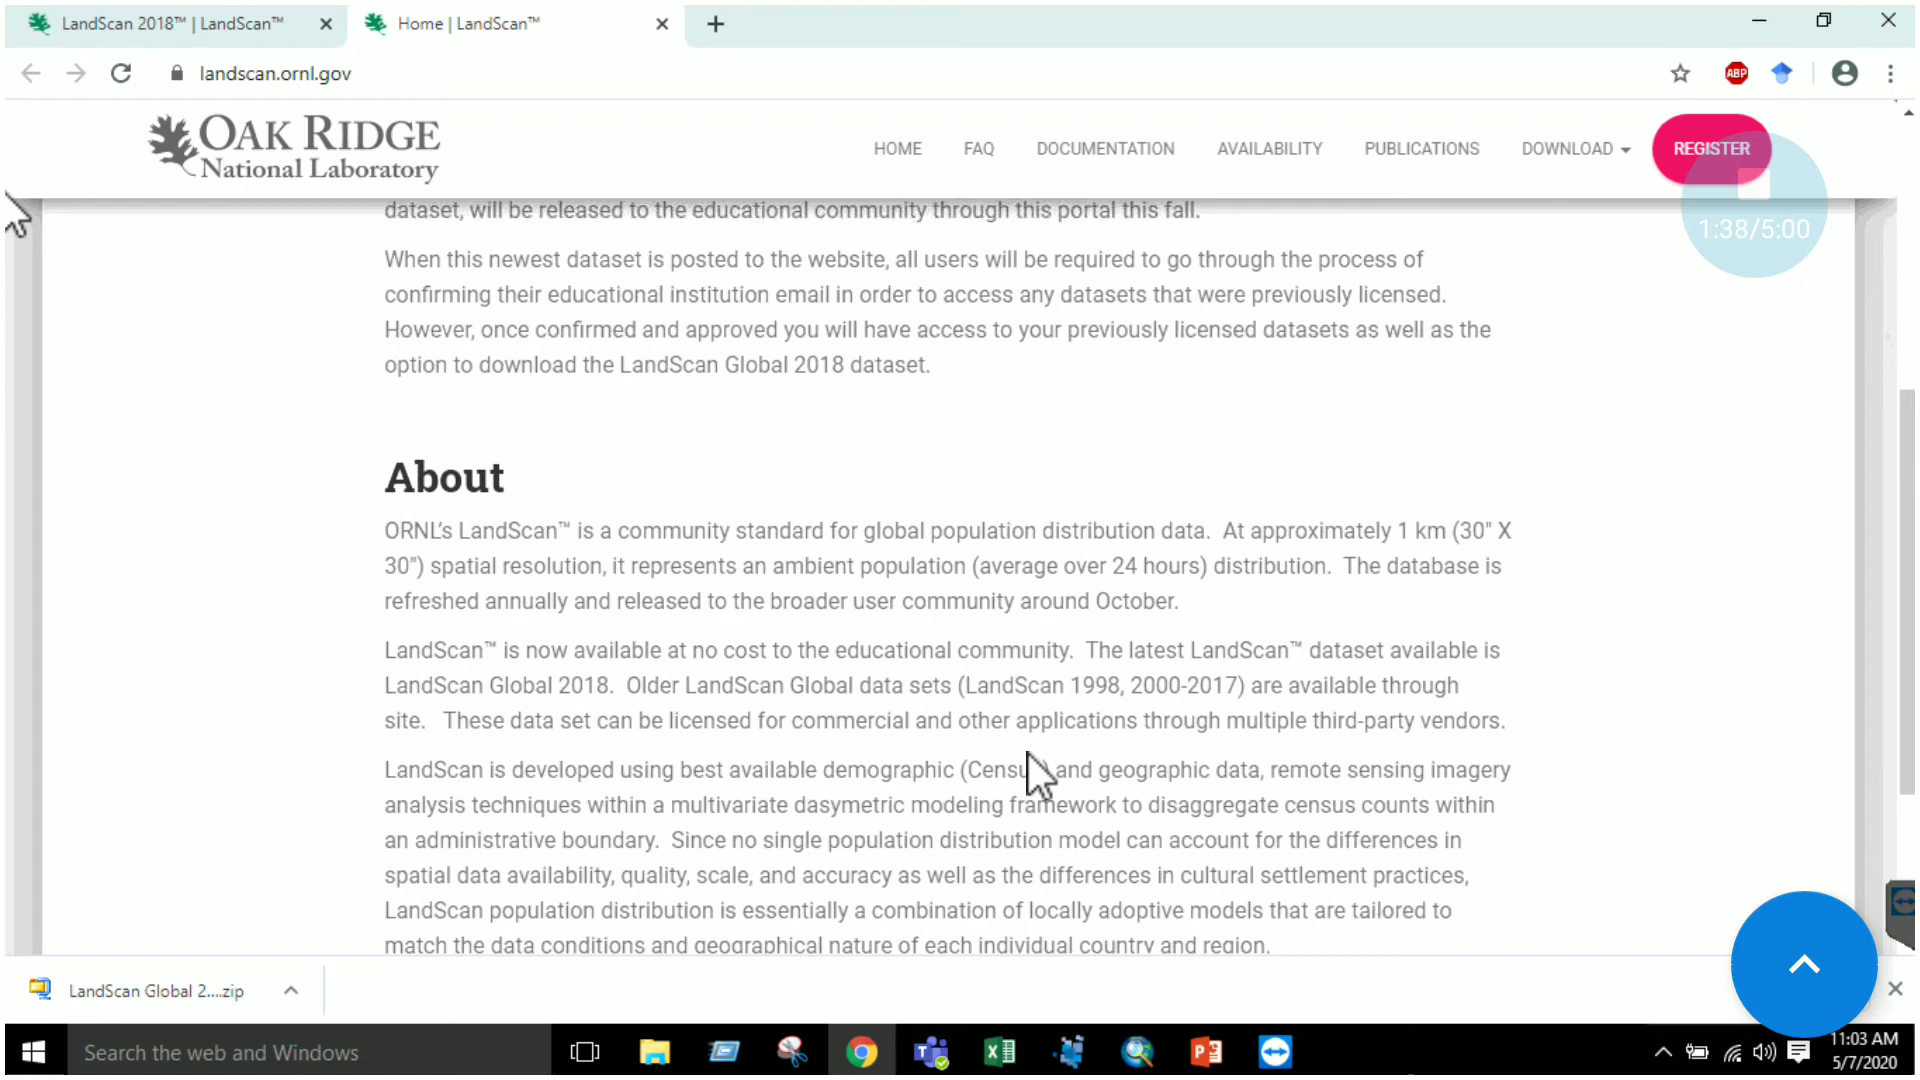 LandScan 2018™ | LandScan™
Home | LandScan™
landscan.ornl.gov
ABP
OAK RIDGE
National Laboratory
HOME
FAQ
DOCUMENTATION
AVAILABILITY
PUBLICATIONS
DOWNLOAD
REGISTER
1:38/5:00
dataset, will be released to the educational community through this portal this fall.
When this newest dataset is posted to the website, all users will be required to go through the process of
confirming their educational institution email in order to access any datasets that were previously licensed.
However, once confirmed and approved you will have access to your previously licensed datasets as well as the
option to download the LandScan Global 2018 dataset.
About
ORNL's LandScan™ is a community standard for global population distribution data. At approximately 1 km (30" X
30") spatial resolution, it represents an ambient population (average over 24 hours) distribution. The database is
refreshed annually and released to the broader user community around October.
LandScan™ is now available at no cost to the educational community. The latest LandScan™ dataset available is
LandScan Global 2018. Older LandScan Global data sets (LandScan 1998, 2000-2017) are available through
site. These data set can be licensed for commercial and other applications through multiple third-party vendors.
LandScan is developed using best available demographic (Census) and geographic data, remote sensing imagery
analysis techniques within a multivariate dasymetric modeling framework to disaggregate census counts within
an administrative boundary. Since no single population distribution model can account for the differences in
spatial data availability, quality, scale, and accuracy as well as the differences in cultural settlement practices,
LandScan population distribution is essentially a combination of locally adoptive models that are tailored to
match the data conditions and geographical nature of each individual country and region.
LandScan Global 2....zip
Search the web and Windows
11:03 AM
5/7/2020